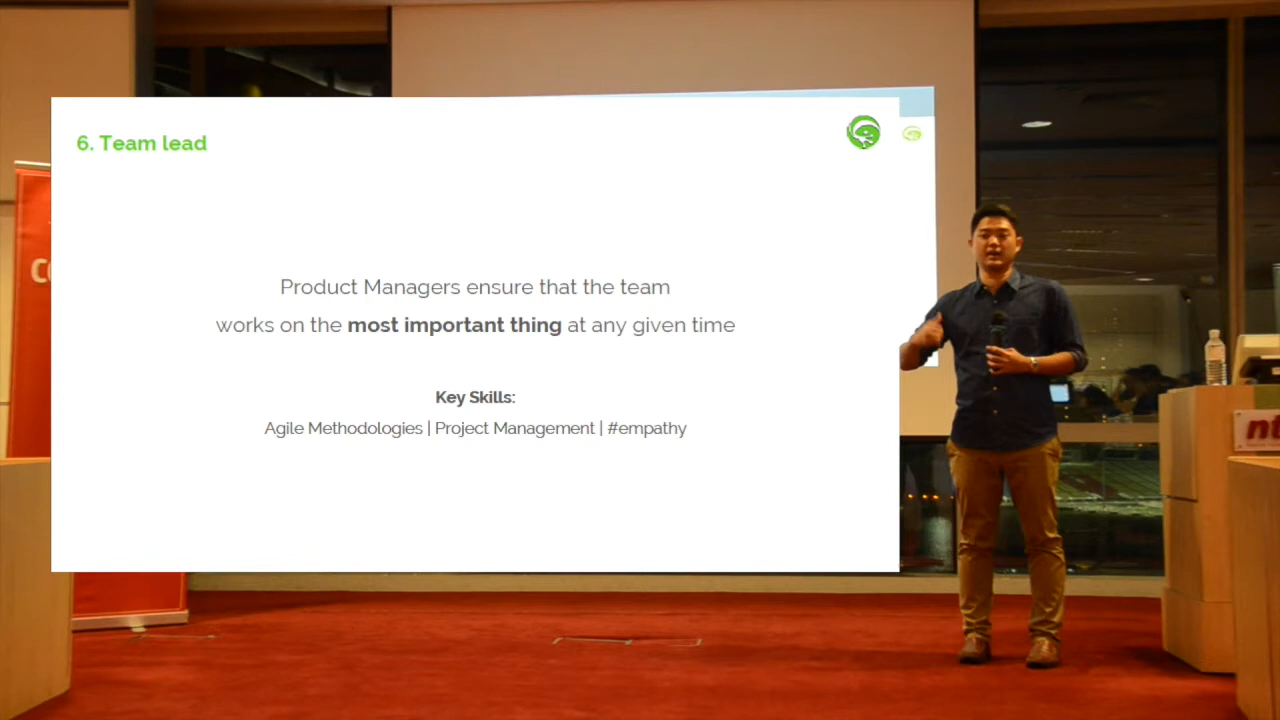 6. Team lead
Product Managers ensure that the team
works on the most important thing at any given time
Key Skills:
Agile Methodologies | Project Management | #empathy